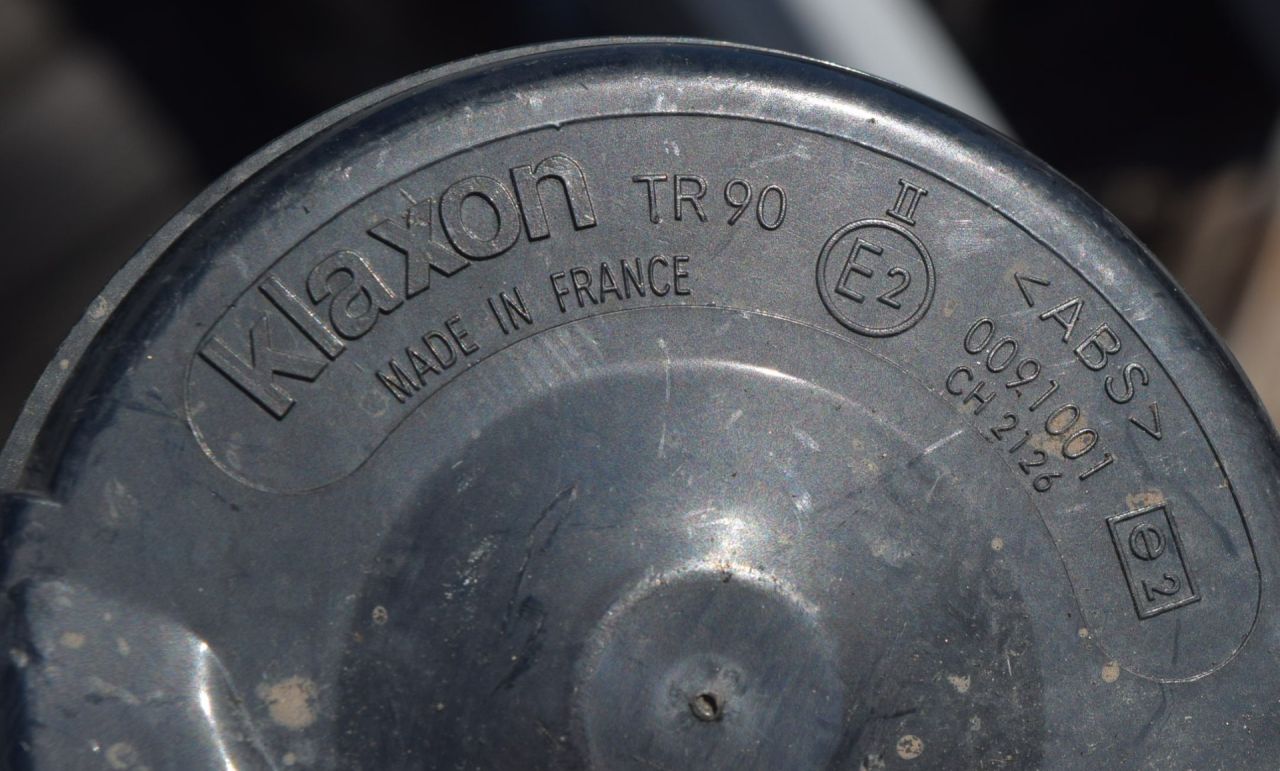 klaxon TR 90
MADE IN FRANCE
II
E2
<ABS>
0091001
CH 2126
e2